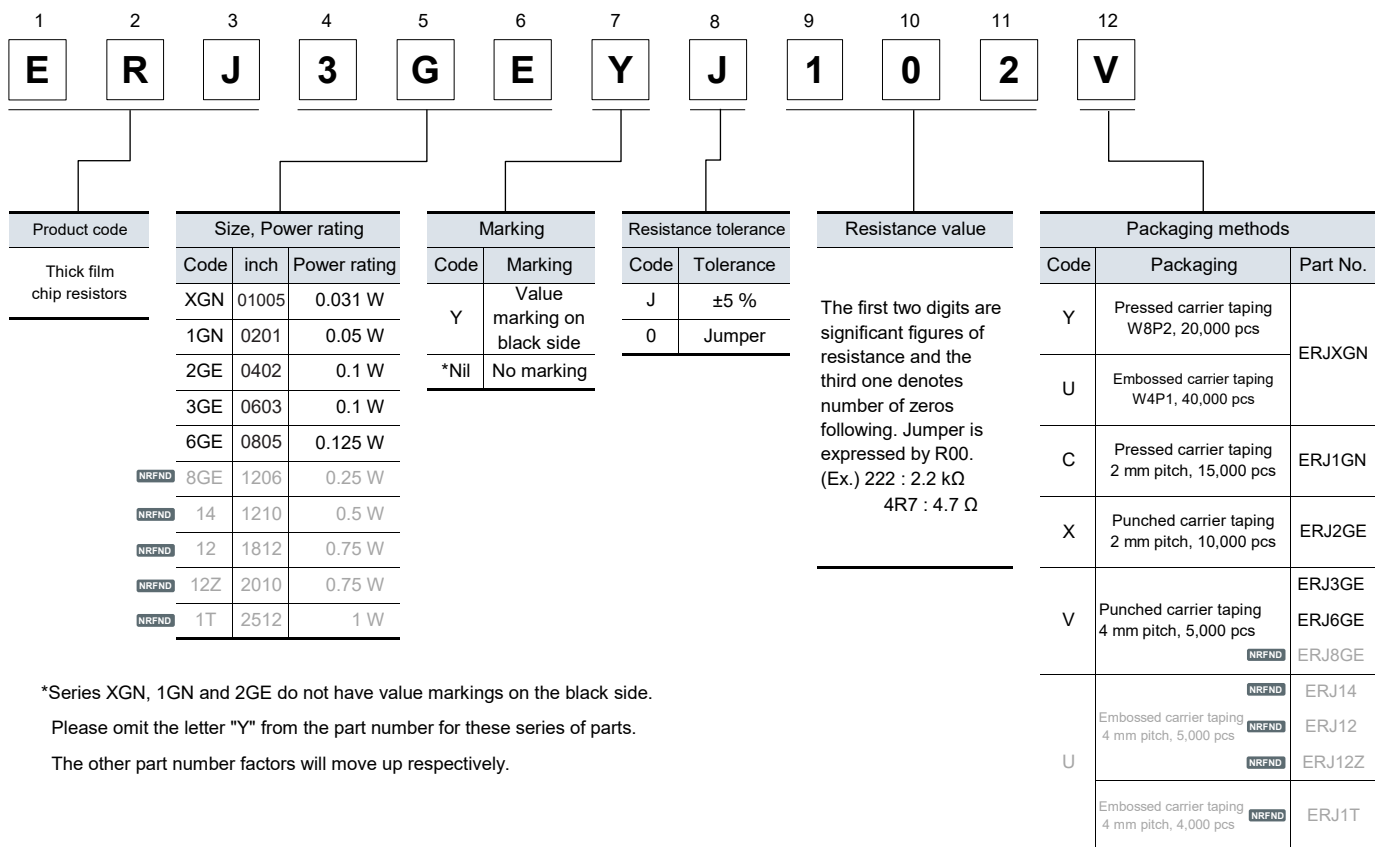 1 2 3 4 5 6 7 8 9 10 11 12
E R J 3 G E Y J 1 0 2 V
Product code
Thick film
chip resistors
Size, Power rating
Code inch Power rating
XGN 01005 0.031 W
1GN 0201 0.05 W
2GE 0402 0.1 W
3GE 0603 0.1 W
6GE 0805 0.125 W
NRFND 8GE 1206 0.25 W
NRFND 14 1210 0.5 W
NRFND 12 1812 0.75 W
NRFND 12Z 2010 0.75 W
NRFND 1T 2512 1 W
Marking
Code Marking
Y
Value
marking on
black side
*Nil No marking
Resistance tolerance
Code Tolerance
J ±5 %
0 Jumper
Resistance value
The first two digits are
significant figures of
resistance and the
third one denotes
number of zeros
following. Jumper is
expressed by R00.
(Ex.) 222 : 2.2 kΩ
4R7 : 4.7 Ω
Packaging methods
Code Packaging Part No.
Y
Pressed carrier taping
W8P2, 20,000 pcs
ERJXGN
U
Embossed carrier taping
W4P1, 40,000 pcs
C
Pressed carrier taping
2 mm pitch, 15,000 pcs
ERJ1GN
X
Punched carrier taping
2 mm pitch, 10,000 pcs
ERJ2GE
V
Punched carrier taping
4 mm pitch, 5,000 pcs
ERJ3GE
ERJ6GE
NRFND ERJ8GE
U
Embossed carrier taping
4 mm pitch, 5,000 pcs
NRFND ERJ14
NRFND ERJ12
NRFND ERJ12Z
Embossed carrier taping
4 mm pitch, 4,000 pcs
NRFND ERJ1T
*Series XGN, 1GN and 2GE do not have value markings on the black side.
Please omit the letter "Y" from the part number for these series of parts.
The other part number factors will move up respectively.